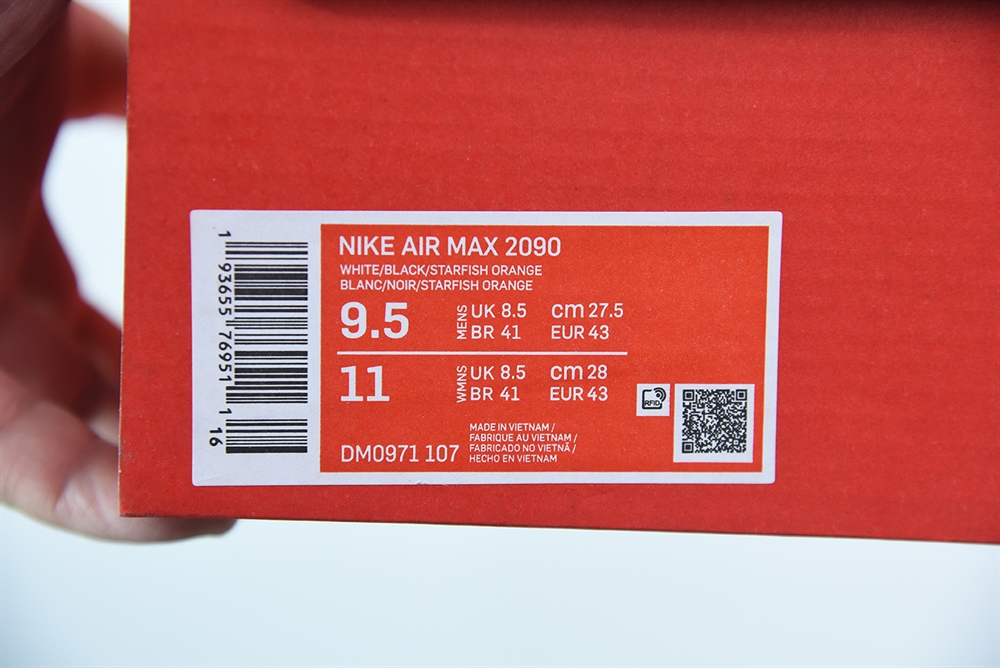 1 93655 76951 1 16
NIKE AIR MAX 2090
WHITE/BLACK/STARFISH ORANGE
BLANC/NOIR/STARFISH ORANGE
9.5 MENS UK 8.5 cm 27.5
BR 41 EUR 43
11 WMNS UK 8.5 cm 28
BR 41 EUR 43
RFID
DM0971 107
MADE IN VIETNAM /
FABRIQUE AU VIETNAM /
FABRICADO NO VIETNÃ /
HECHO EN VIETNAM